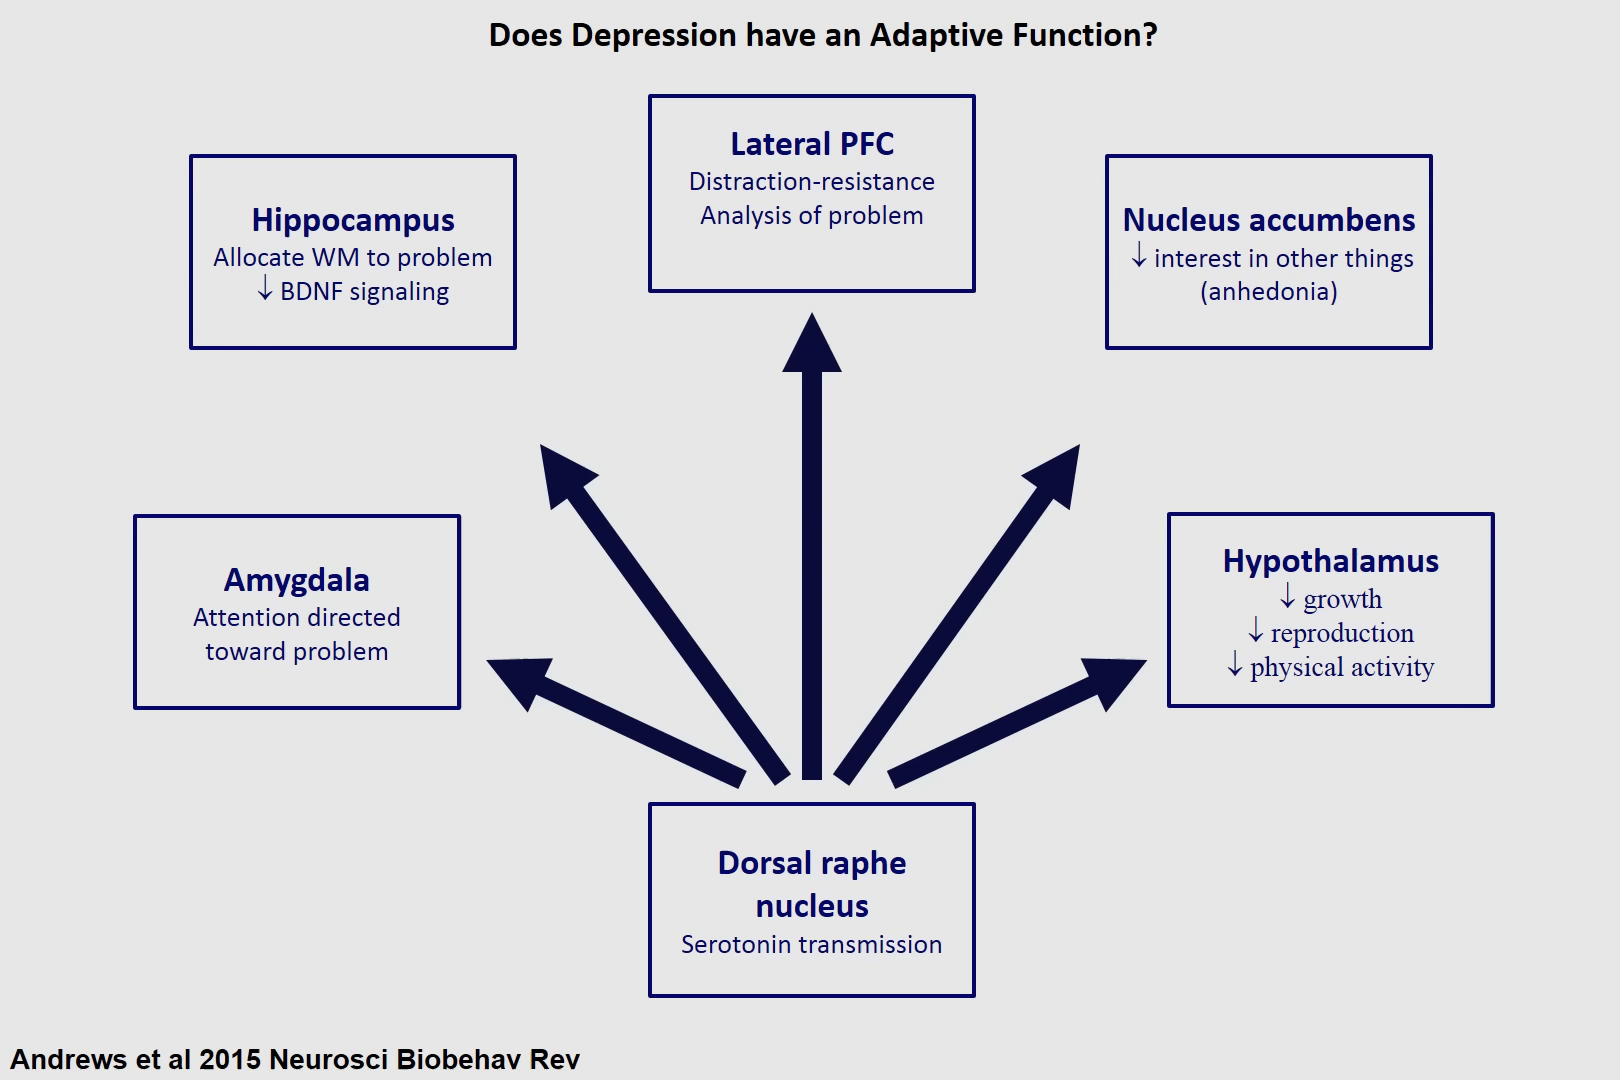 Does Depression have an Adaptive Function?
Lateral PFC
Distraction-resistance
Analysis of problem
Hippocampus
Allocate WM to problem
↓ BDNF signaling
Nucleus accumbens
↓ interest in other things
(anhedonia)
Amygdala
Attention directed
toward problem
Hypothalamus
↓ growth
↓ reproduction
↓ physical activity
Dorsal raphe
nucleus
Serotonin transmission
Andrews et al 2015 Neurosci Biobehav Rev